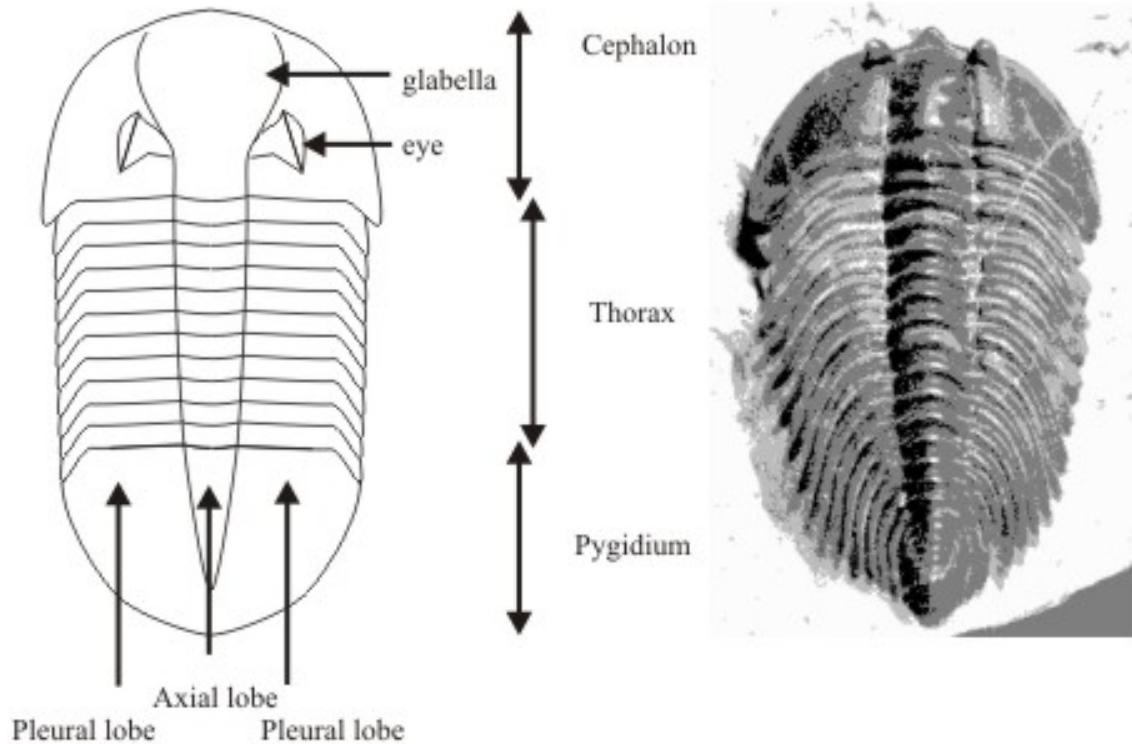 Cephalon
glabella
eye
Thorax
Pygidium
Axial lobe
Pleural lobe
Pleural lobe